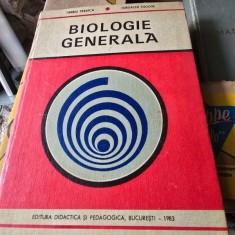 BIOLOGIE
GENERALĂ
EDITURA DIDACTICĂ ȘI PEDAGOGICĂ, BUCUREȘTI - 1983